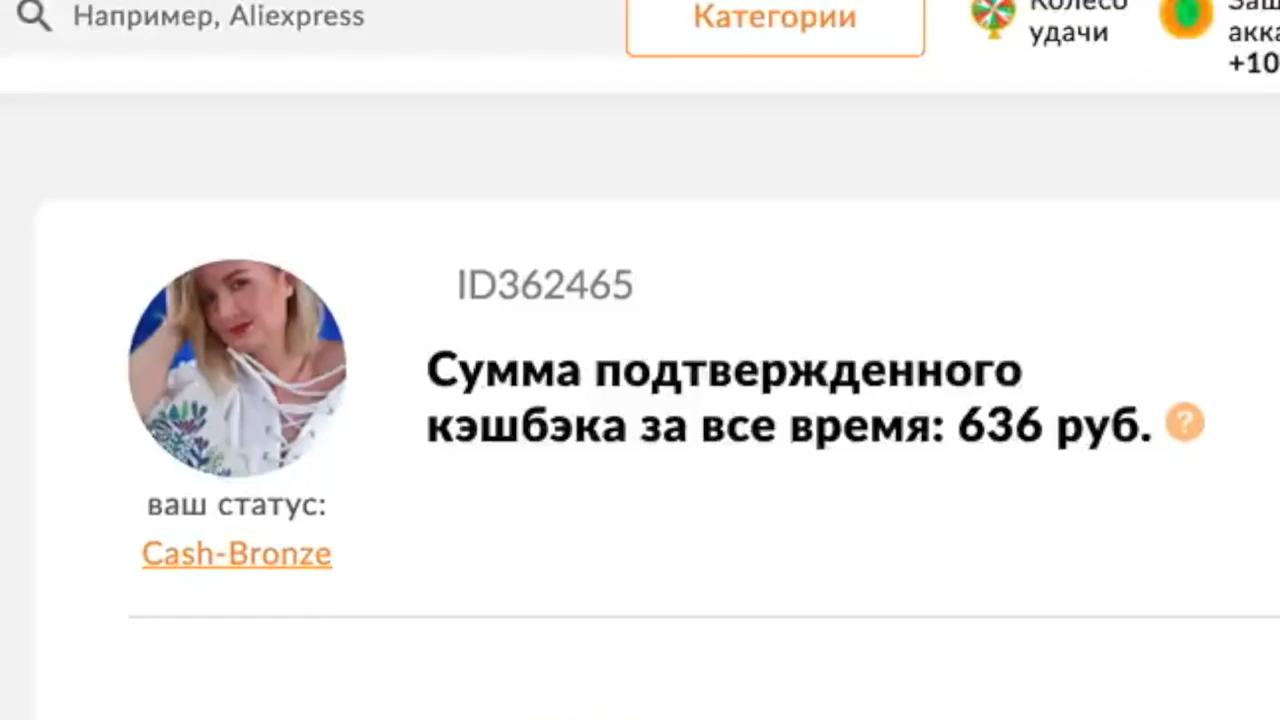 Например, Aliexpress
Категории
Колесо
удачи
+10
ID362465
Сумма подтвержденного
кэшбэка за все время: 636 руб. ?
ваш статус:
Cash-Bronze